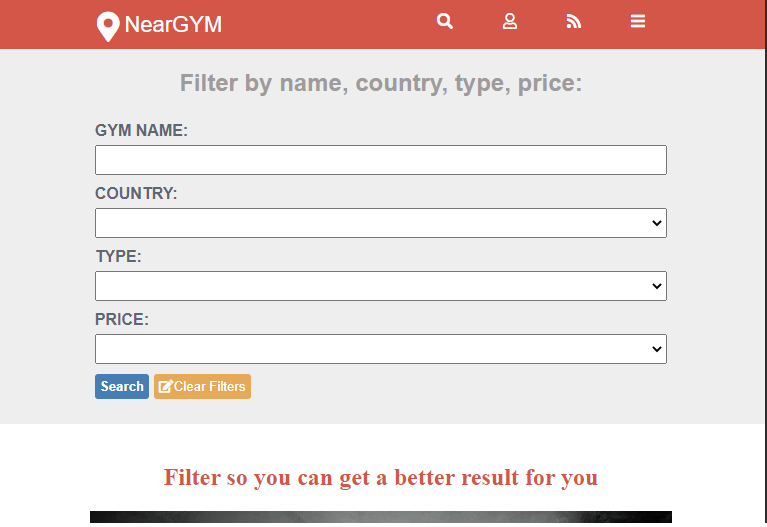 NearGYM
Filter by name, country, type, price:
GYM NAME:
COUNTRY:
TYPE:
PRICE:
Search Clear Filters
Filter so you can get a better result for you